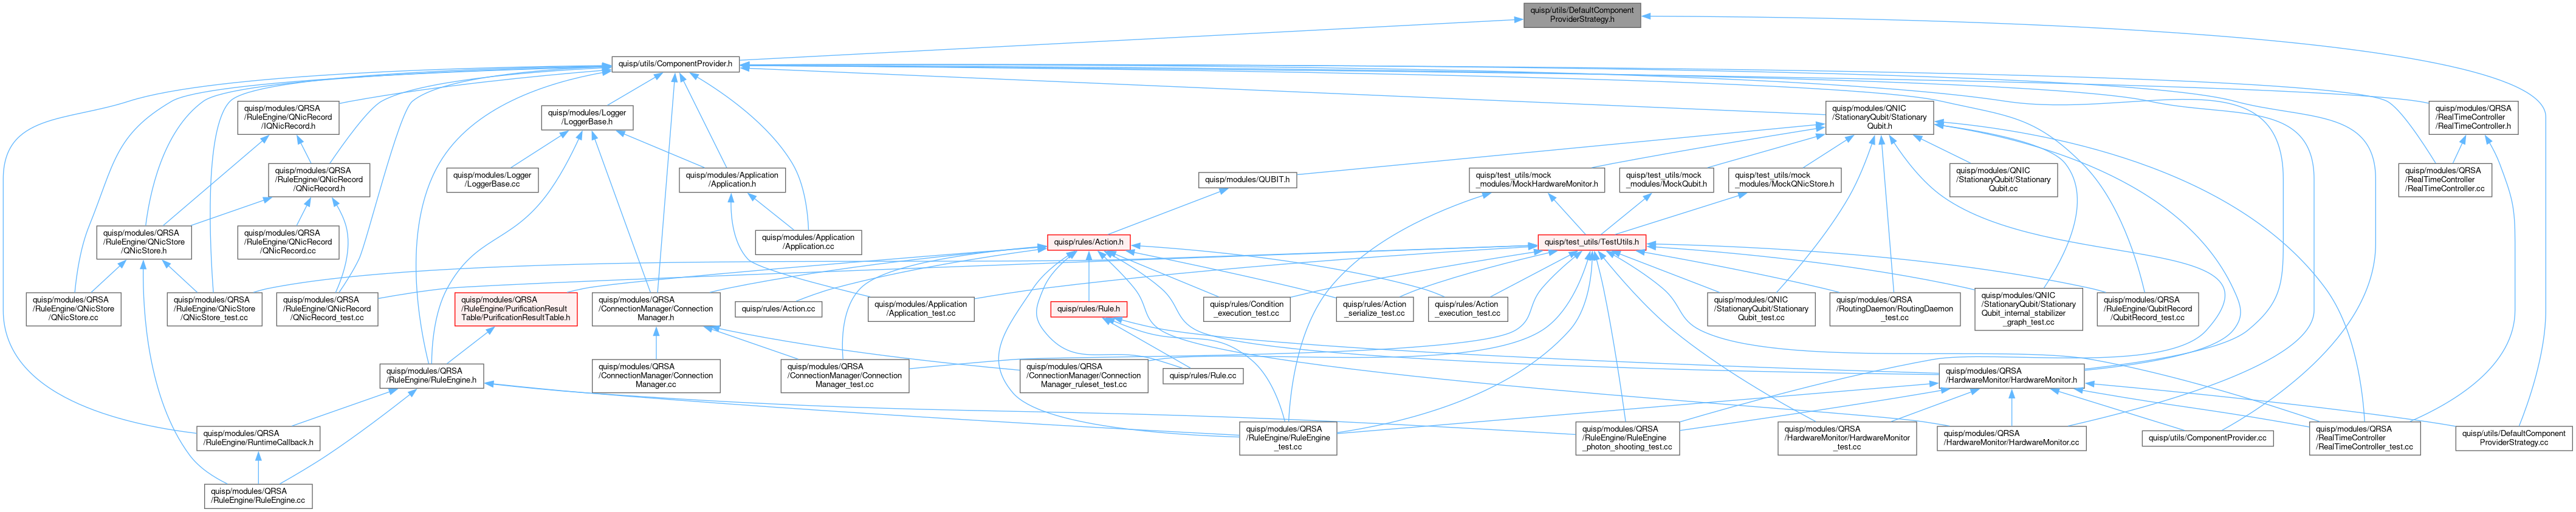 quisp/utils/DefaultComponent
ProviderStrategy.h
quisp/utils/ComponentProvider.h
quisp/modules/QRSA
/RuleEngine/QNicRecord
/IQNicRecord.h
quisp/modules/Logger
/LoggerBase.h
quisp/modules/QNIC
/StationaryQubit/Stationary
Qubit.h
quisp/modules/QRSA
/RealTimeController
/RealTimeController.h
quisp/modules/QRSA
/RuleEngine/QNicRecord
/QNicRecord.h
quisp/modules/Logger
/LoggerBase.cc
quisp/modules/Application
/Application.h
quisp/modules/QUBIT.h
quisp/test_utils/mock
_modules/MockHardwareMonitor.h
quisp/test_utils/mock
_modules/MockQubit.h
quisp/test_utils/mock
_modules/MockQNicStore.h
quisp/modules/QNIC
/StationaryQubit/Stationary
Qubit.cc
quisp/modules/QRSA
/RealTimeController
/RealTimeController.cc
quisp/modules/QRSA
/RuleEngine/QNicStore
/QNicStore.h
quisp/modules/QRSA
/RuleEngine/QNicRecord
/QNicRecord.cc
quisp/modules/Application
/Application.cc
quisp/rules/Action.h
quisp/test_utils/TestUtils.h
quisp/modules/QRSA
/RuleEngine/QNicStore
/QNicStore.cc
quisp/modules/QRSA
/RuleEngine/QNicStore
/QNicStore_test.cc
quisp/modules/QRSA
/RuleEngine/QNicRecord
/QNicRecord_test.cc
quisp/modules/QRSA
/RuleEngine/PurificationResult
Table/PurificationResultTable.h
quisp/modules/QRSA
/ConnectionManager/Connection
Manager.h
quisp/rules/Action.cc
quisp/modules/Application
/Application_test.cc
quisp/rules/Rule.h
quisp/rules/Condition
_execution_test.cc
quisp/rules/Action
_serialize_test.cc
quisp/rules/Action
_execution_test.cc
quisp/modules/QNIC
/StationaryQubit/Stationary
Qubit_test.cc
quisp/modules/QRSA
/RoutingDaemon/RoutingDaemon
_test.cc
quisp/modules/QNIC
/StationaryQubit/Stationary
Qubit_internal_stabilizer
_graph_test.cc
quisp/modules/QRSA
/RuleEngine/QubitRecord
/QubitRecord_test.cc
quisp/modules/QRSA
/RuleEngine/RuleEngine.h
quisp/modules/QRSA
/ConnectionManager/Connection
Manager.cc
quisp/modules/QRSA
/ConnectionManager/Connection
Manager_test.cc
quisp/modules/QRSA
/ConnectionManager/Connection
Manager_ruleset_test.cc
quisp/rules/Rule.cc
quisp/modules/QRSA
/HardwareMonitor/HardwareMonitor.h
quisp/modules/QRSA
/RuleEngine/RuntimeCallback.h
quisp/modules/QRSA
/RuleEngine/RuleEngine
_test.cc
quisp/modules/QRSA
/RuleEngine/RuleEngine
_photon_shooting_test.cc
quisp/modules/QRSA
/HardwareMonitor/HardwareMonitor
_test.cc
quisp/modules/QRSA
/HardwareMonitor/HardwareMonitor.cc
quisp/utils/ComponentProvider.cc
quisp/modules/QRSA
/RealTimeController
/RealTimeController_test.cc
quisp/utils/DefaultComponent
ProviderStrategy.cc
quisp/modules/QRSA
/RuleEngine/RuleEngine.cc